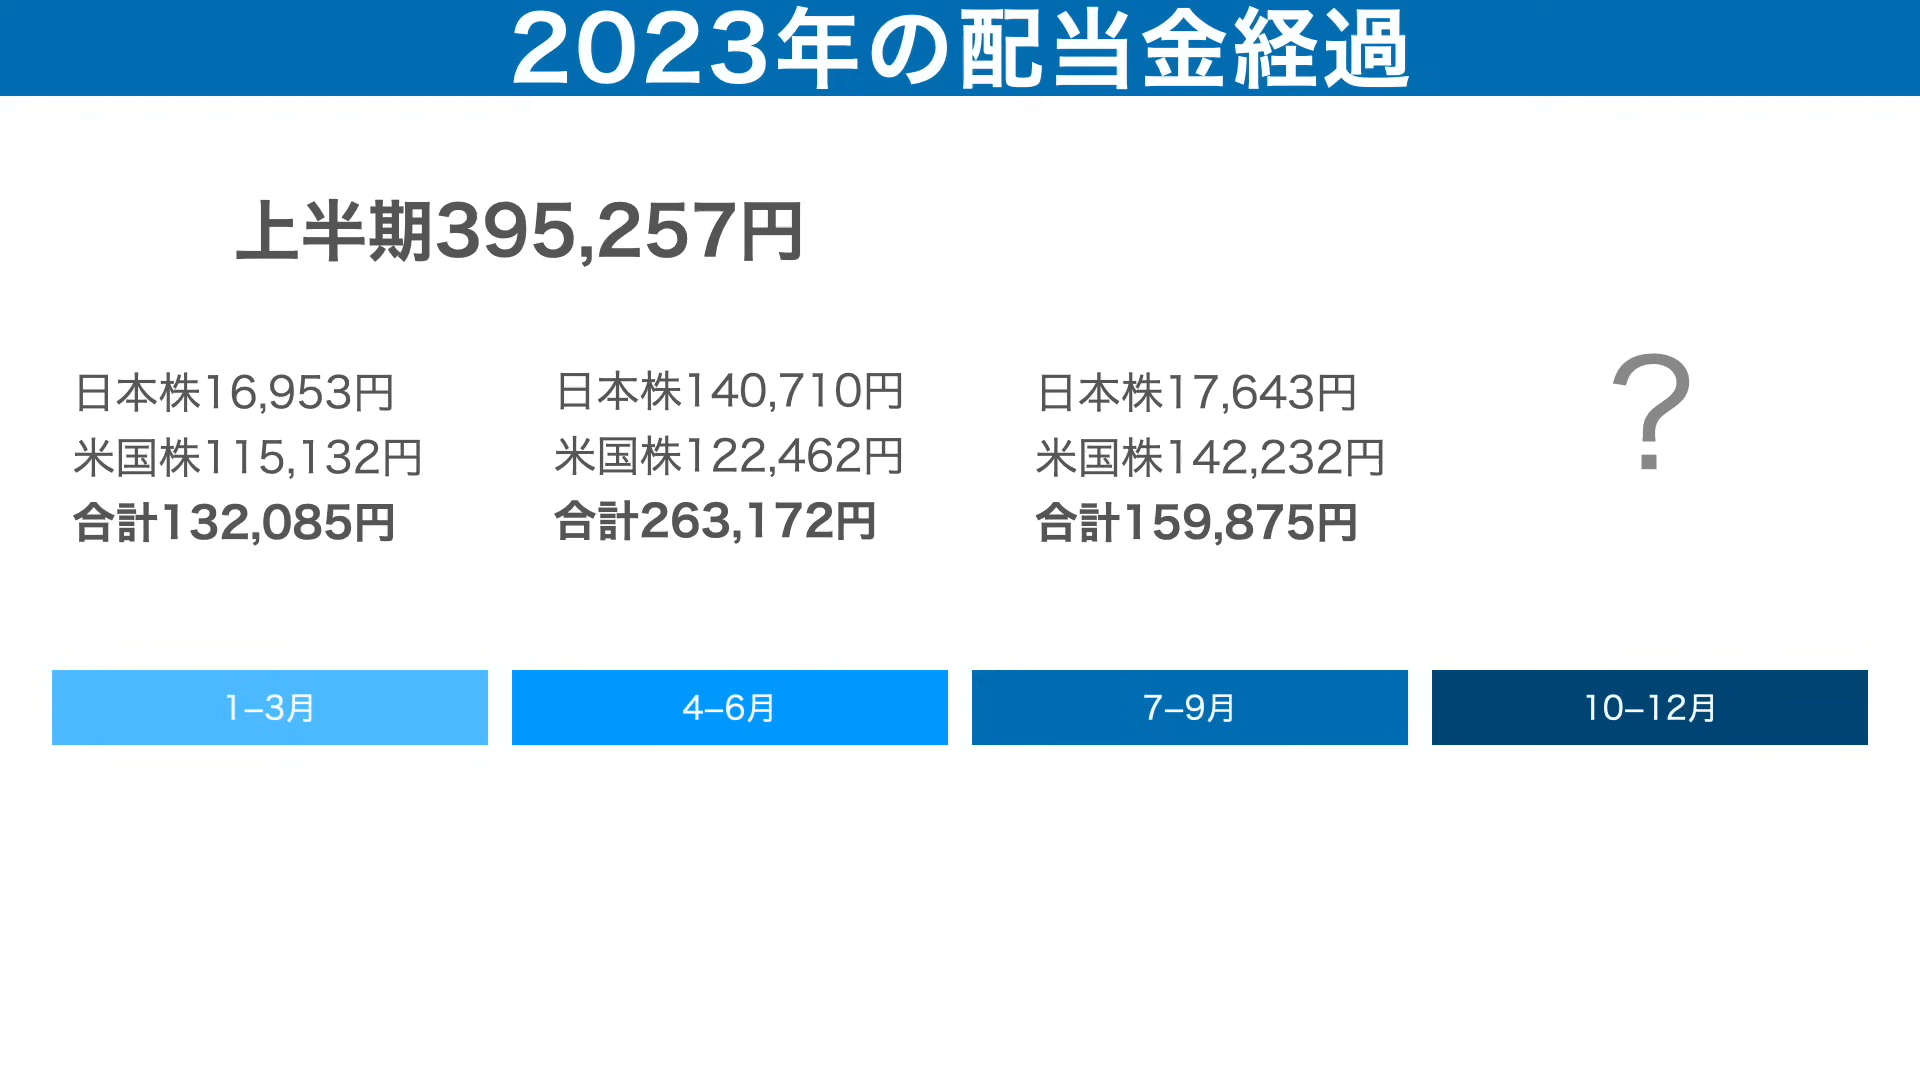 2023年の配当金経過
上半期395,257円
日本株16,953円
米国株115,132円
合計132,085円
日本株140,710円
米国株122,462円
合計263,172円
日本株17,643円
米国株142,232円
合計159,875円
?
1–3月
4–6月
7–9月
10–12月